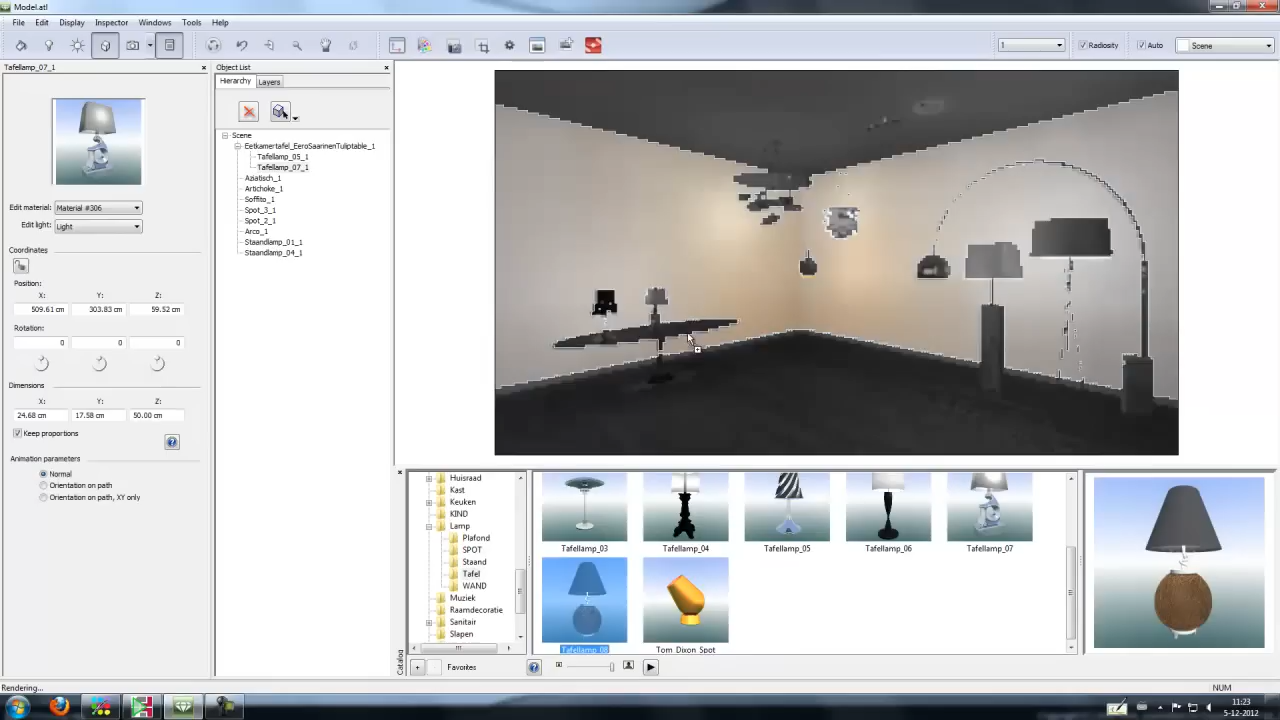 Model.atl
File Edit Display Inspector Windows Tools Help
1 Radiosity Auto Scene
Tafellamp_07_1
Edit material: Material #306
Edit light: Light
Coordinates
Position:
X: Y: Z:
509.61 cm 303.83 cm 59.52 cm
Rotation:
0 0 0
Dimensions
X: Y: Z:
24.68 cm 17.58 cm 50.00 cm
Keep proportions
Animation parameters
Normal
Orientation on path
Orientation on path, XY only
Object List
Hierarchy Layers
Scene
Eetkamertafel_EeroSaarinenTuliptable_1
Tafellamp_05_1
Tafellamp_07_1
Aziatisch_1
Artichoke_1
Soffito_1
Spot_3_1
Spot_2_1
Arco_1
Staandlamp_01_1
Staandlamp_04_1
Catalog
Huisraad
Kast
Keuken
KIND
Lamp
Plafond
SPOT
Staand
Tafel
WAND
Muziek
Raamdecoratie
Sanitair
Slapen
Favorites
Tafellamp_03 Tafellamp_04 Tafellamp_05 Tafellamp_06 Tafellamp_07
Tafellamp_08 Tom_Dixon_Spot
Rendering...
NUM
11:23
5-12-2012